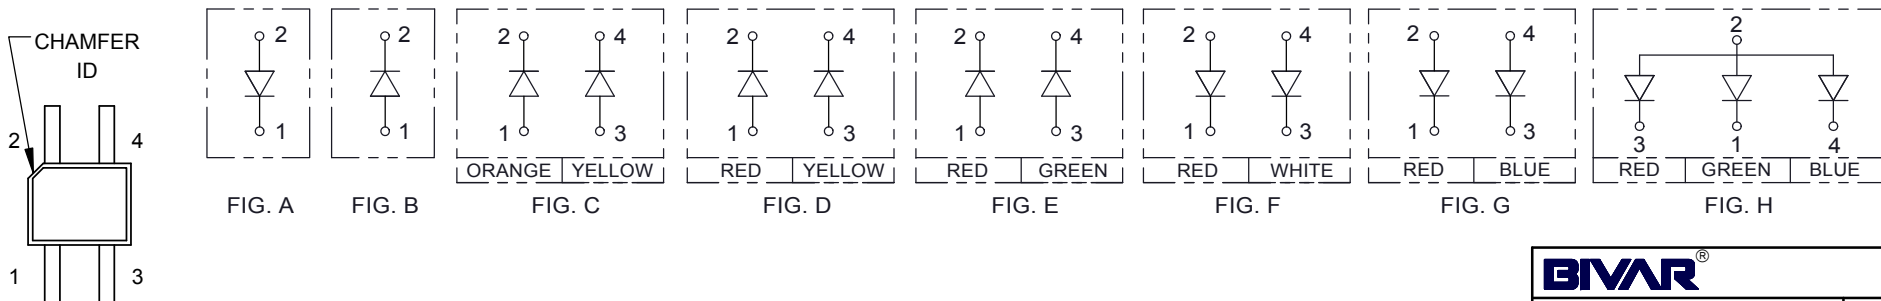 CHAMFER
ID
2 4
1 3
2
1
FIG. A
2
1
FIG. B
2 4
1 3
ORANGE YELLOW
FIG. C
2 4
1 3
RED YELLOW
FIG. D
2 4
1 3
RED GREEN
FIG. E
2 4
1 3
RED WHITE
FIG. F
2 4
1 3
RED BLUE
FIG. G
2
3 1 4
RED GREEN BLUE
FIG. H
BIVAR®